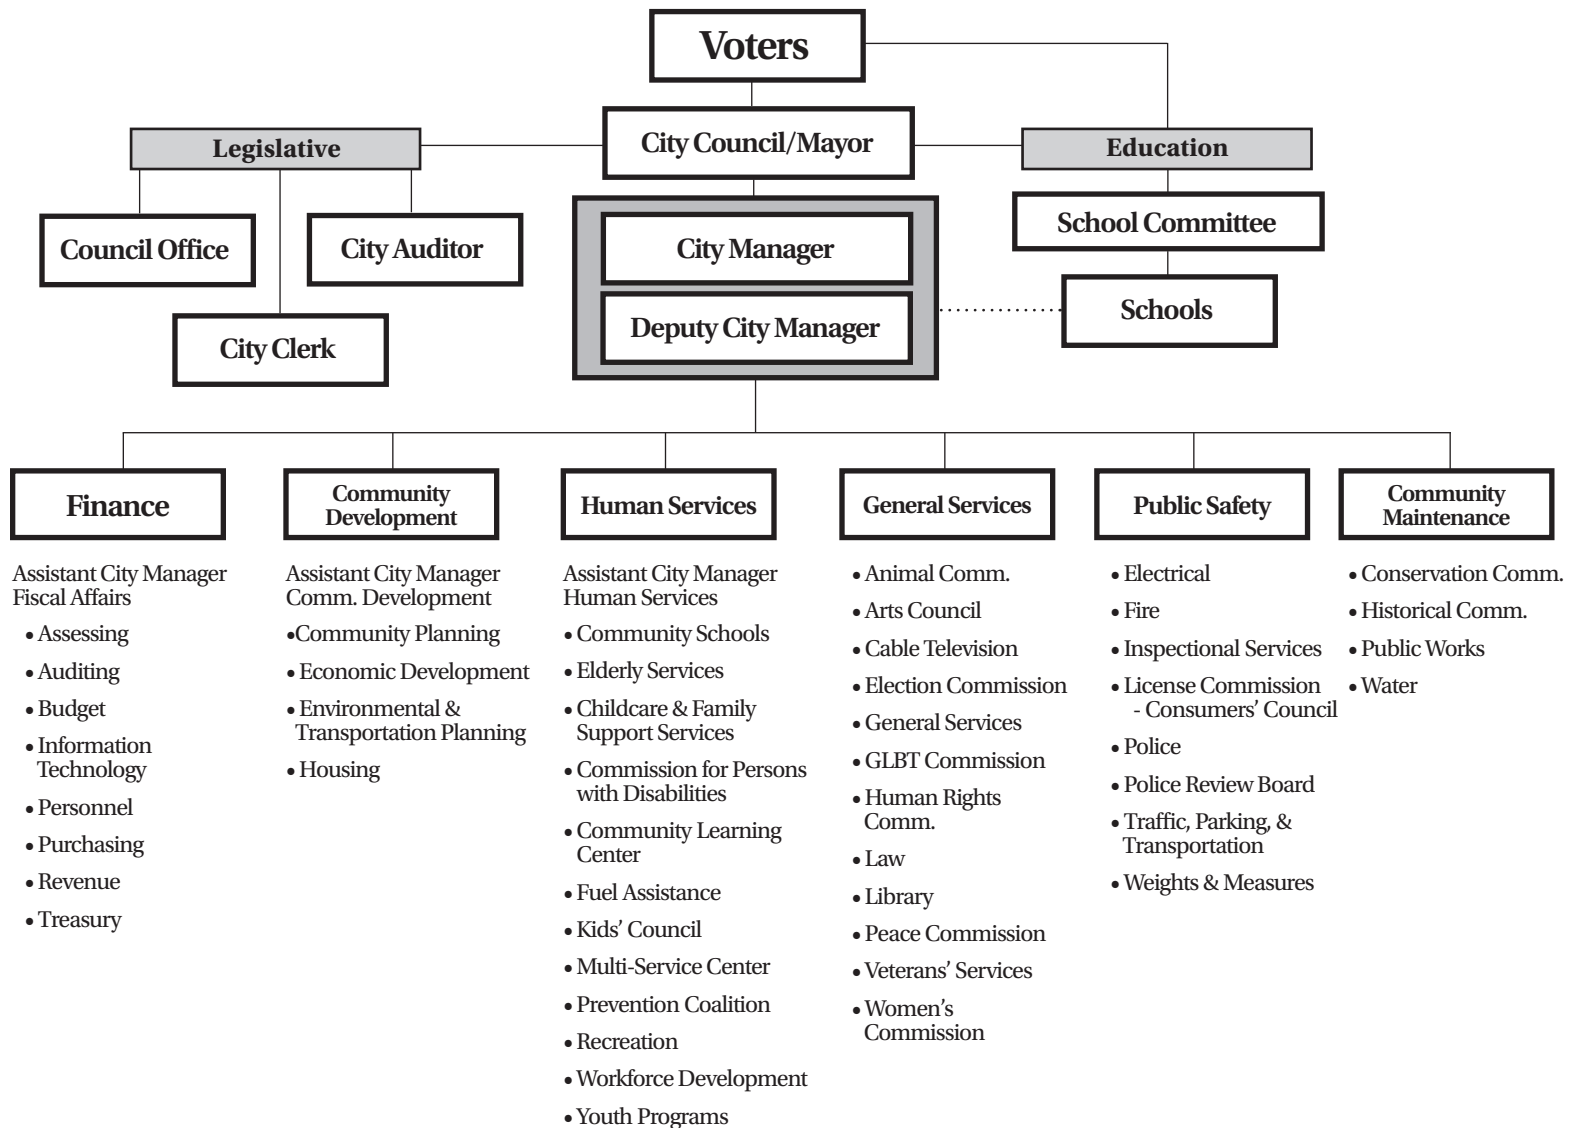 Voters
City Council/Mayor
Legislative
Education
Council Office
City Auditor
City Clerk
City Manager
Deputy City Manager
School Committee
Schools
Finance
Assistant City Manager
Fiscal Affairs
• Assessing
• Auditing
• Budget
• Information
Technology
• Personnel
• Purchasing
• Revenue
• Treasury
Community
Development
Assistant City Manager
Comm. Development
•Community Planning
• Economic Development
• Environmental &
Transportation Planning
• Housing
Human Services
Assistant City Manager
Human Services
• Community Schools
• Elderly Services
• Childcare & Family
Support Services
• Commission for Persons
with Disabilities
• Community Learning
Center
• Fuel Assistance
• Kids’ Council
• Multi-Service Center
• Prevention Coalition
• Recreation
• Workforce Development
• Youth Programs
General Services
• Animal Comm.
• Arts Council
• Cable Television
• Election Commission
• General Services
• GLBT Commission
• Human Rights
Comm.
• Law
• Library
• Peace Commission
• Veterans’ Services
• Women’s
Commission
Public Safety
• Electrical
• Fire
• Inspectional Services
• License Commission
- Consumers’ Council
• Police
• Police Review Board
• Traffic, Parking, &
Transportation
• Weights & Measures
Community
Maintenance
• Conservation Comm.
• Historical Comm.
• Public Works
• Water